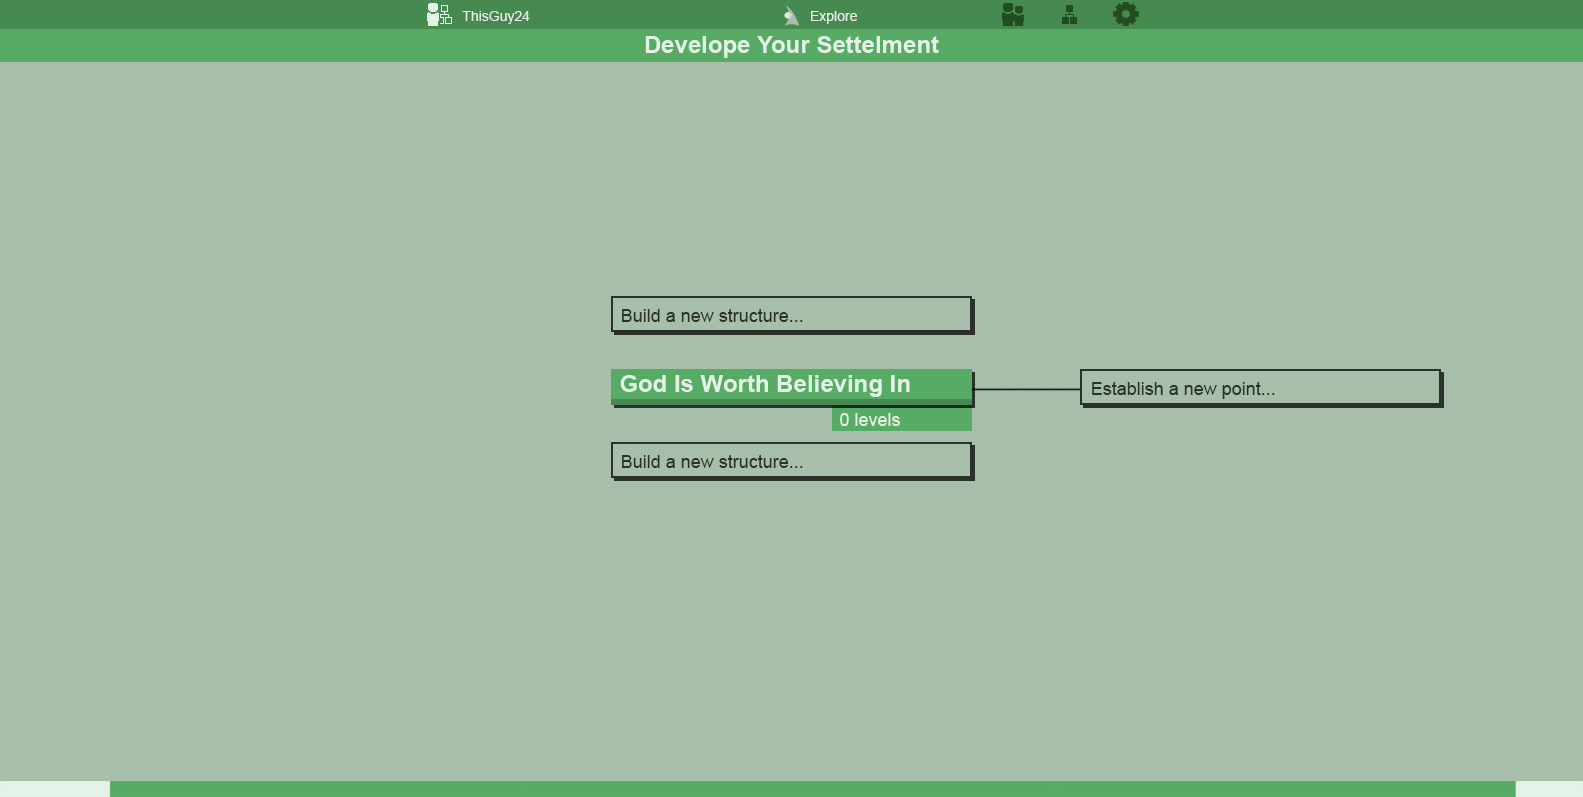 ThisGuy24
Explore
Develope Your Settelment
Build a new structure...
God Is Worth Believing In
Establish a new point...
0 levels
Build a new structure...